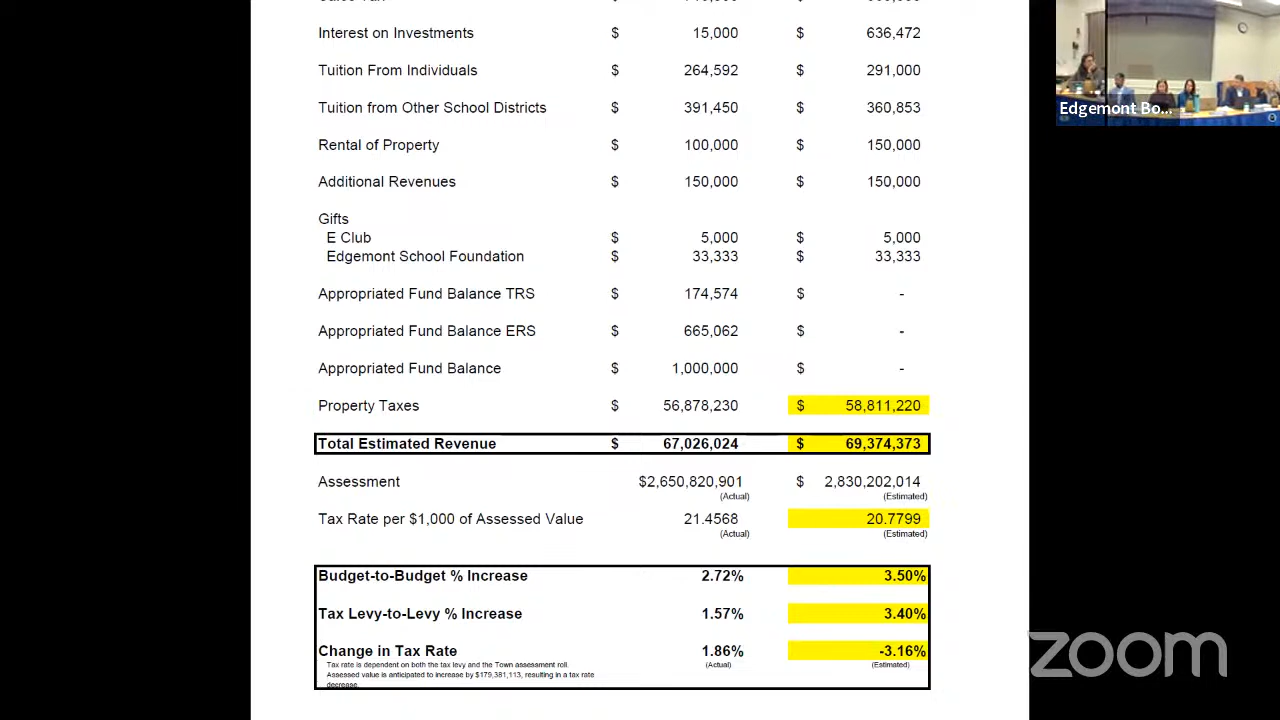 Interest on Investments $ 15,000 $ 636,472
Tuition From Individuals $ 264,592 $ 291,000
Tuition from Other School Districts $ 391,450 $ 360,853
Rental of Property $ 100,000 $ 150,000
Additional Revenues $ 150,000 $ 150,000
Gifts
E Club $ 5,000 $ 5,000
Edgemont School Foundation $ 33,333 $ 33,333
Appropriated Fund Balance TRS $ 174,574 $ -
Appropriated Fund Balance ERS $ 665,062 $ -
Appropriated Fund Balance $ 1,000,000 $ -
Property Taxes $ 56,878,230 $ 58,811,220
Total Estimated Revenue $ 67,026,024 $ 69,374,373
Assessment $2,650,820,901 $ 2,830,202,014
(Actual) (Estimated)
Tax Rate per $1,000 of Assessed Value 21.4568 20.7799
(Actual) (Estimated)
Budget-to-Budget % Increase 2.72% 3.50%
Tax Levy-to-Levy % Increase 1.57% 3.40%
Change in Tax Rate 1.86% -3.16%
Tax rate is dependent on both the tax levy and the Town assessment roll. (Actual) (Estimated)
Assessed value is anticipated to increase by $179,381,113, resulting in a tax rate
decrease.
Edgemont Bo...
zoom